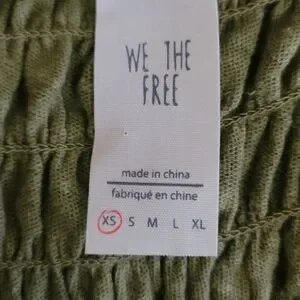 WE THE
FREE
made in china
fabriqué en chine
XS S M L XL